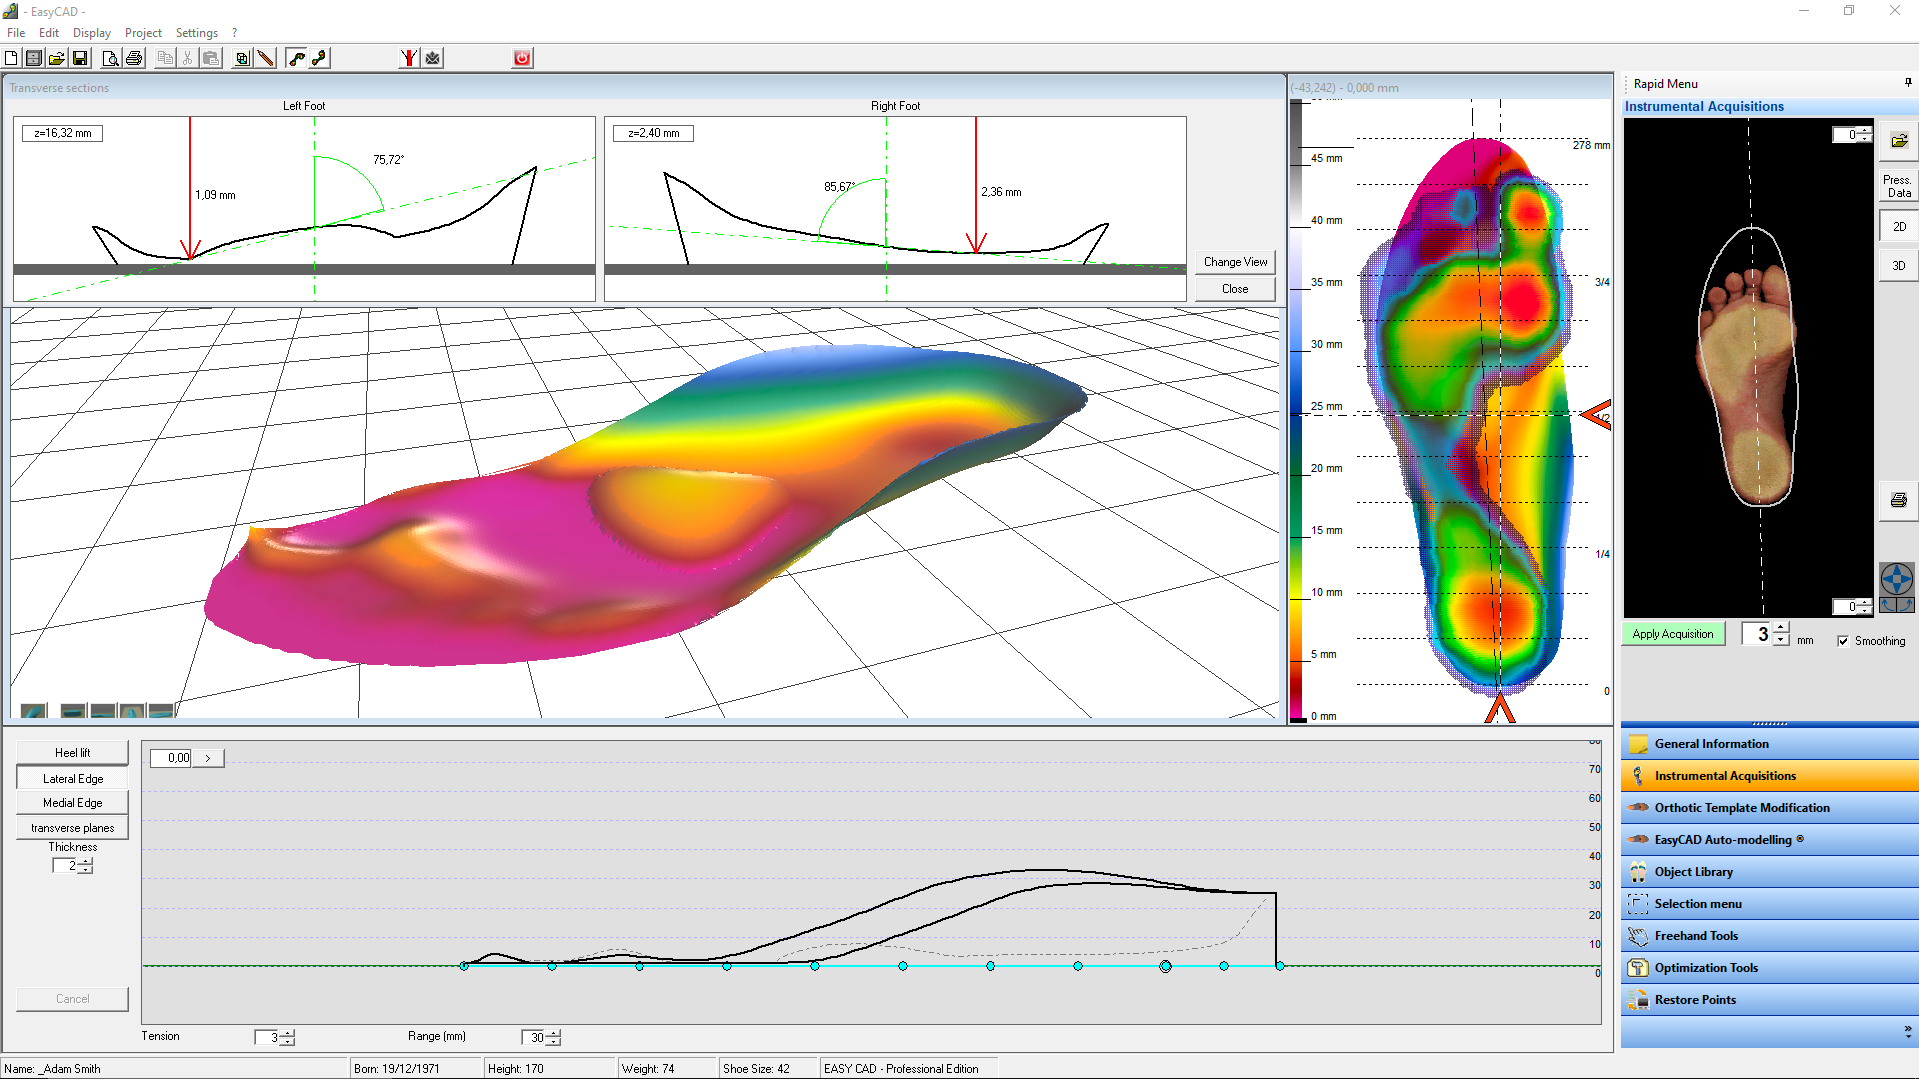 - EasyCAD -
File Edit Display Project Settings ?
Transverse sections
Left Foot
Right Foot
z=16,32 mm
75,72°
1,09 mm
z=2,40 mm
85,67°
2,36 mm
Change View
Close
(-43,242) - 0,000 mm
45 mm
40 mm
35 mm
30 mm
25 mm
20 mm
15 mm
10 mm
5 mm
0 mm
278 mm
3/4
1/2
1/4
0
Rapid Menu
Instrumental Acquisitions
0
Press. Data
2D
3D
0
Apply Acquisition
3 mm
Smoothing
General Information
Instrumental Acquisitions
Orthotic Template Modification
EasyCAD Auto-modelling ®
Object Library
Selection menu
Freehand Tools
Optimization Tools
Restore Points
Heel lift
Lateral Edge
Medial Edge
transverse planes
Thickness
2
Cancel
0,00 >
80
70
60
50
40
30
20
10
0
Tension 3
Range (mm) 30
Name: _Adam Smith
Born: 19/12/1971
Height: 170
Weight: 74
Shoe Size: 42
EASY CAD - Professional Edition